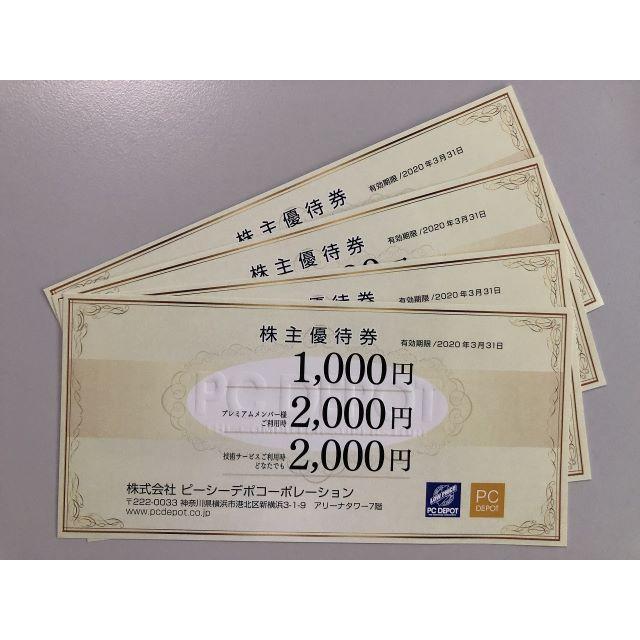 株主優待券 有効期限/2020年3月31日
株主優待券 有効期限/2020年3月31日
株主優待券 有効期限/2020年3月31日
株主優待券 有効期限/2020年3月31日
1,000円
プレミアムメンバー様
ご利用時
2,000円
技術サービスご利用時
どなたでも
2,000円
株式会社 ピーシーデポコーポレーション
〒222-0033 神奈川県横浜市港北区新横浜3-1-9 アリーナタワー7階
www.pcdepot.co.jp
LOW PRICE
PC DEPOT
PC
DEPOT